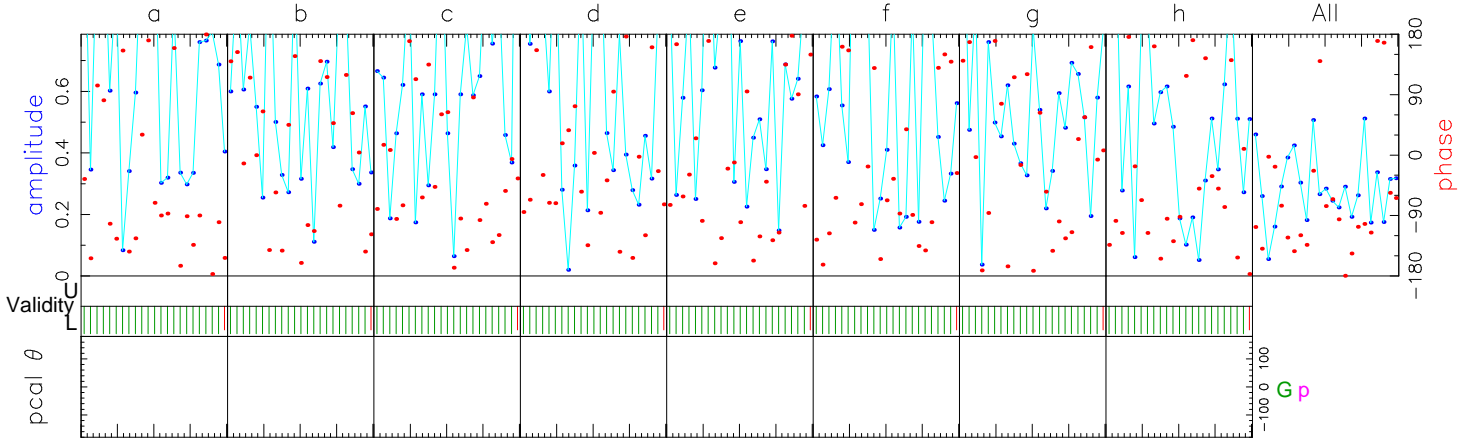 a b c d e f g h All
amplitude
0 0.2 0.4 0.6
180 90 0 −90 −180
phase
U
Validity
L
pcal θ
100 0 −100
G p